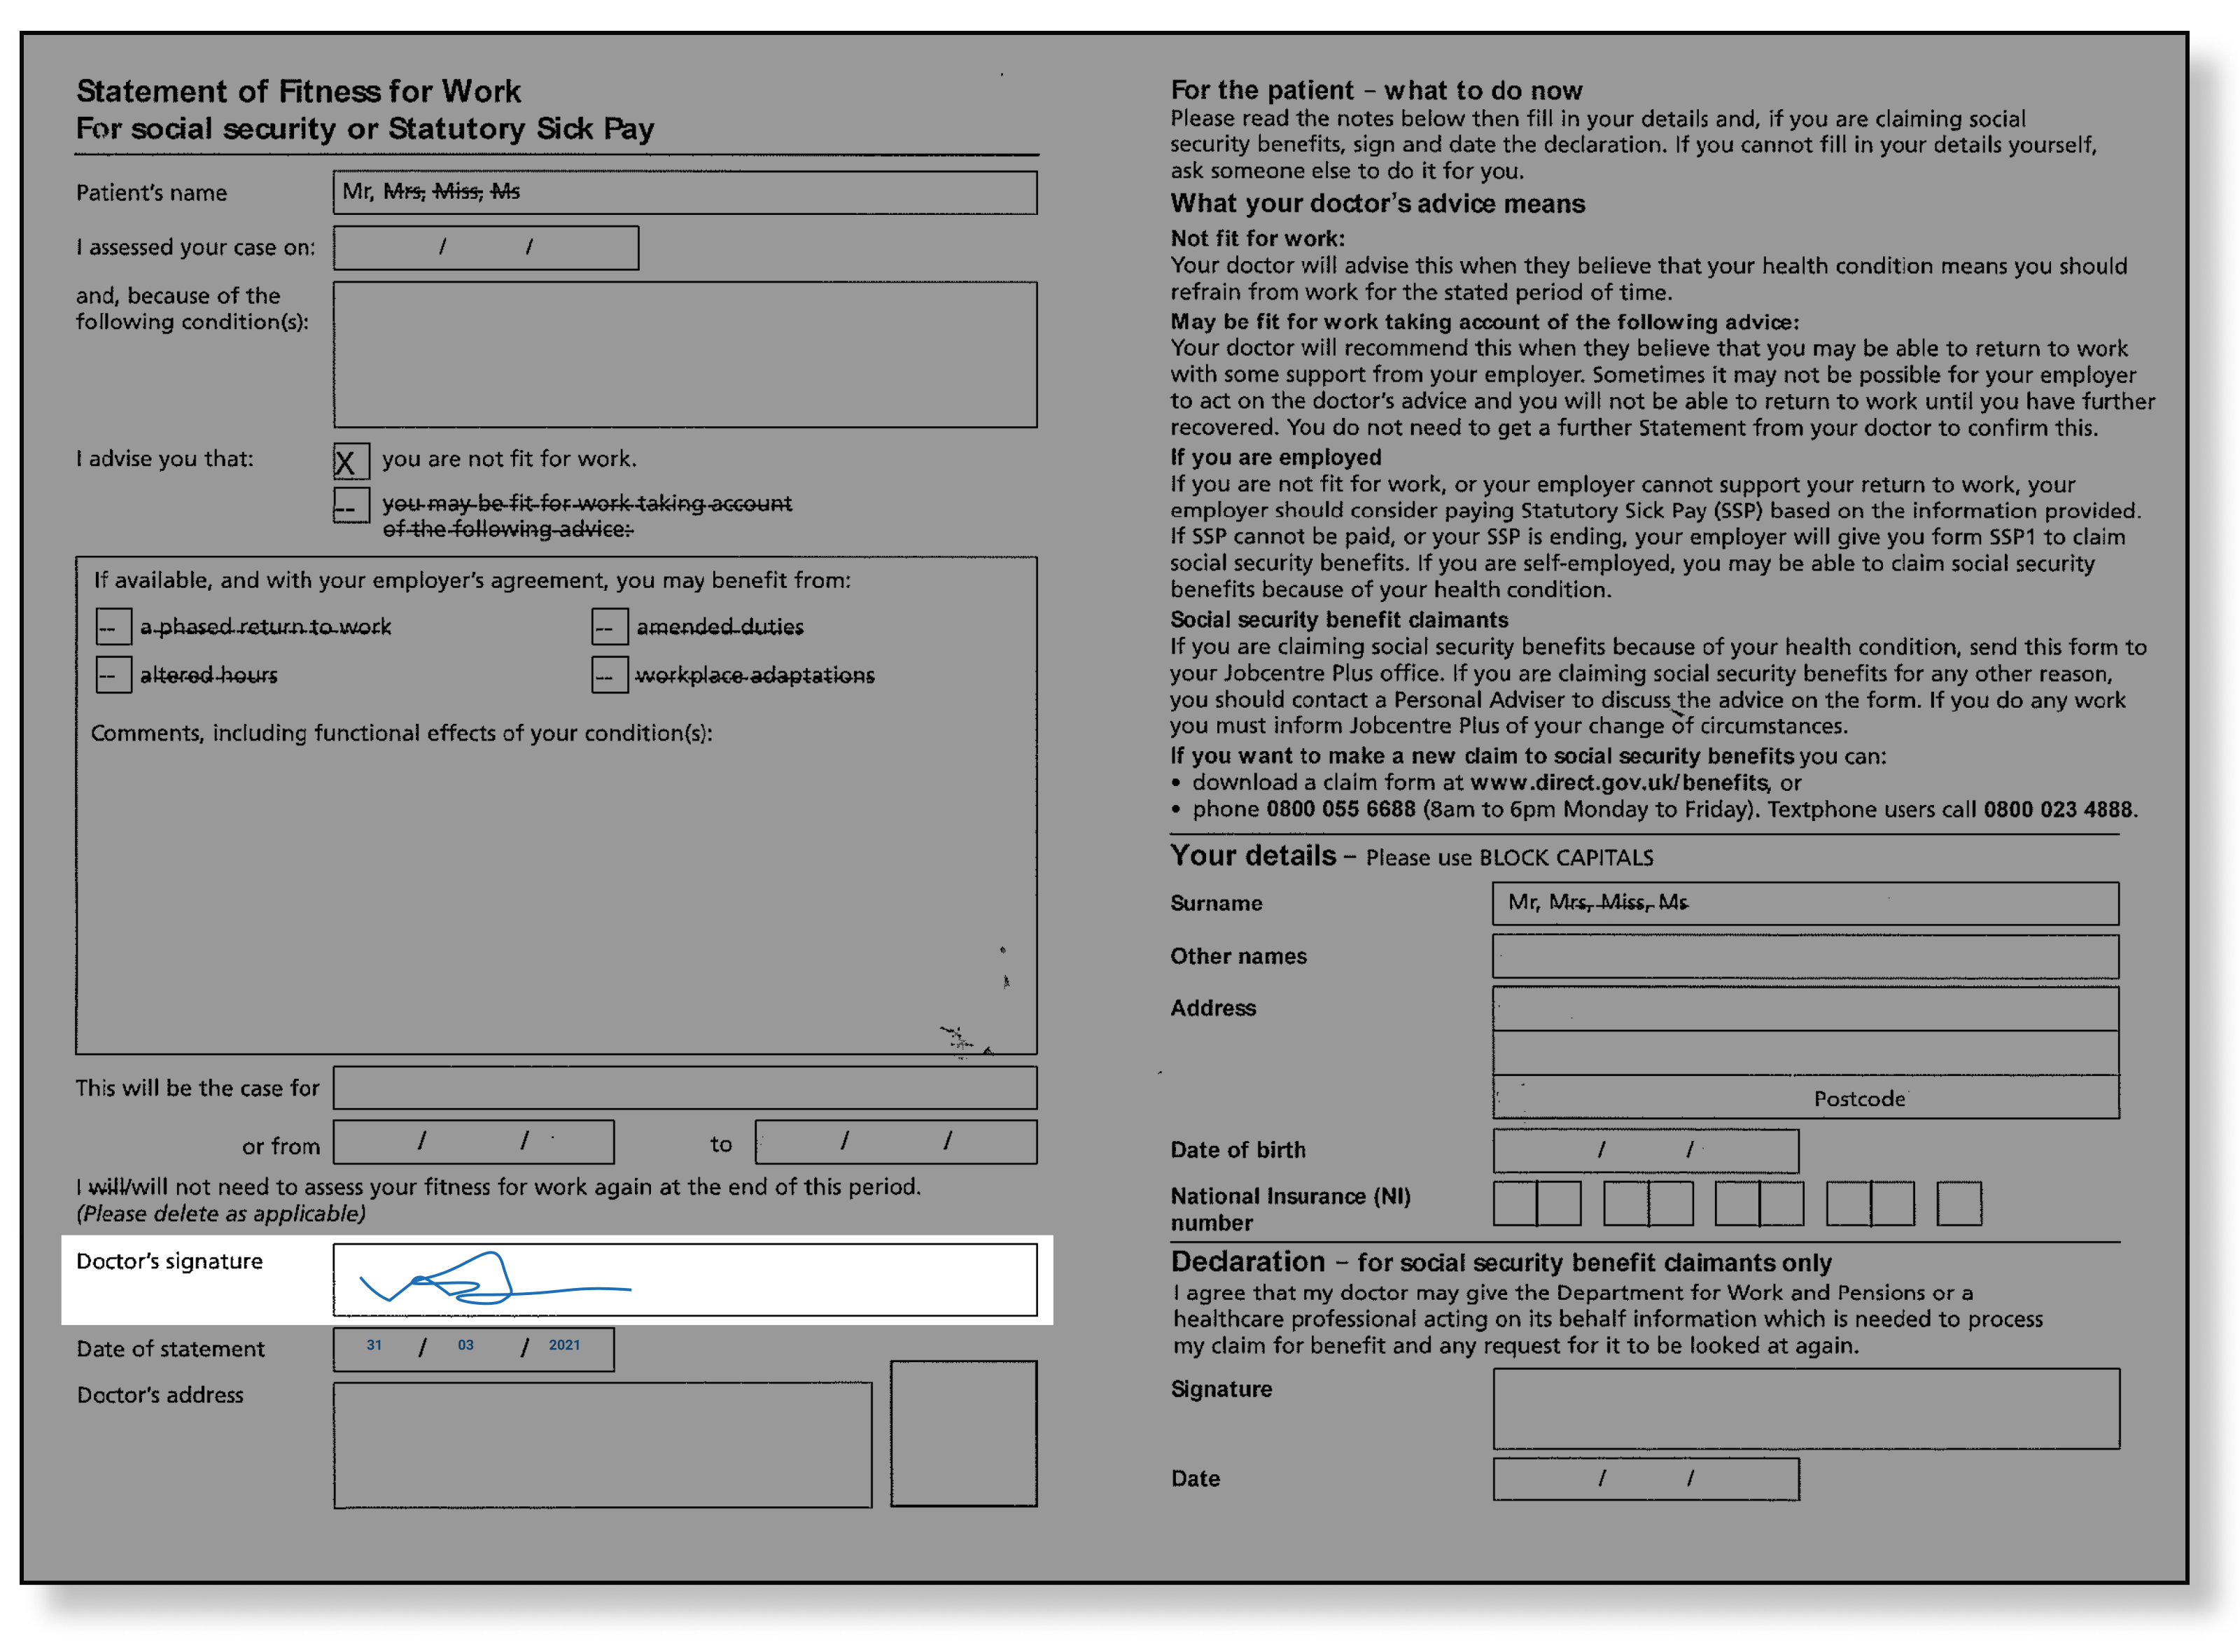 Statement of Fitness for Work
For social security or Statutory Sick Pay
Patient's name
Mr, Mrs, Miss, Ms
I assessed your case on: / /
and, because of the
following condition(s):
I advise you that:
X you are not fit for work.
-- you may be fit for work taking account
of the following advice:
If available, and with your employer's agreement, you may benefit from:
-- a phased return to work
-- amended duties
-- altered hours
-- workplace adaptations
Comments, including functional effects of your condition(s):
This will be the case for
or from / / to / /
I will/will not need to assess your fitness for work again at the end of this period.
(Please delete as applicable)
Doctor's signature
Date of statement 31 / 03 / 2021
Doctor's address
For the patient – what to do now
Please read the notes below then fill in your details and, if you are claiming social
security benefits, sign and date the declaration. If you cannot fill in your details yourself,
ask someone else to do it for you.
What your doctor's advice means
Not fit for work:
Your doctor will advise this when they believe that your health condition means you should
refrain from work for the stated period of time.
May be fit for work taking account of the following advice:
Your doctor will recommend this when they believe that you may be able to return to work
with some support from your employer. Sometimes it may not be possible for your employer
to act on the doctor's advice and you will not be able to return to work until you have further
recovered. You do not need to get a further Statement from your doctor to confirm this.
If you are employed
If you are not fit for work, or your employer cannot support your return to work, your
employer should consider paying Statutory Sick Pay (SSP) based on the information provided.
If SSP cannot be paid, or your SSP is ending, your employer will give you form SSP1 to claim
social security benefits. If you are self-employed, you may be able to claim social security
benefits because of your health condition.
Social security benefit claimants
If you are claiming social security benefits because of your health condition, send this form to
your Jobcentre Plus office. If you are claiming social security benefits for any other reason,
you should contact a Personal Adviser to discuss the advice on the form. If you do any work
you must inform Jobcentre Plus of your change of circumstances.
If you want to make a new claim to social security benefits you can:
• download a claim form at www.direct.gov.uk/benefits, or
• phone 0800 055 6688 (8am to 6pm Monday to Friday). Textphone users call 0800 023 4888.
Your details – Please use BLOCK CAPITALS
Surname
Mr, Mrs, Miss, Ms
Other names
Address
Postcode
Date of birth / /
National Insurance (NI)
number
Declaration – for social security benefit claimants only
I agree that my doctor may give the Department for Work and Pensions or a
healthcare professional acting on its behalf information which is needed to process
my claim for benefit and any request for it to be looked at again.
Signature
Date / /